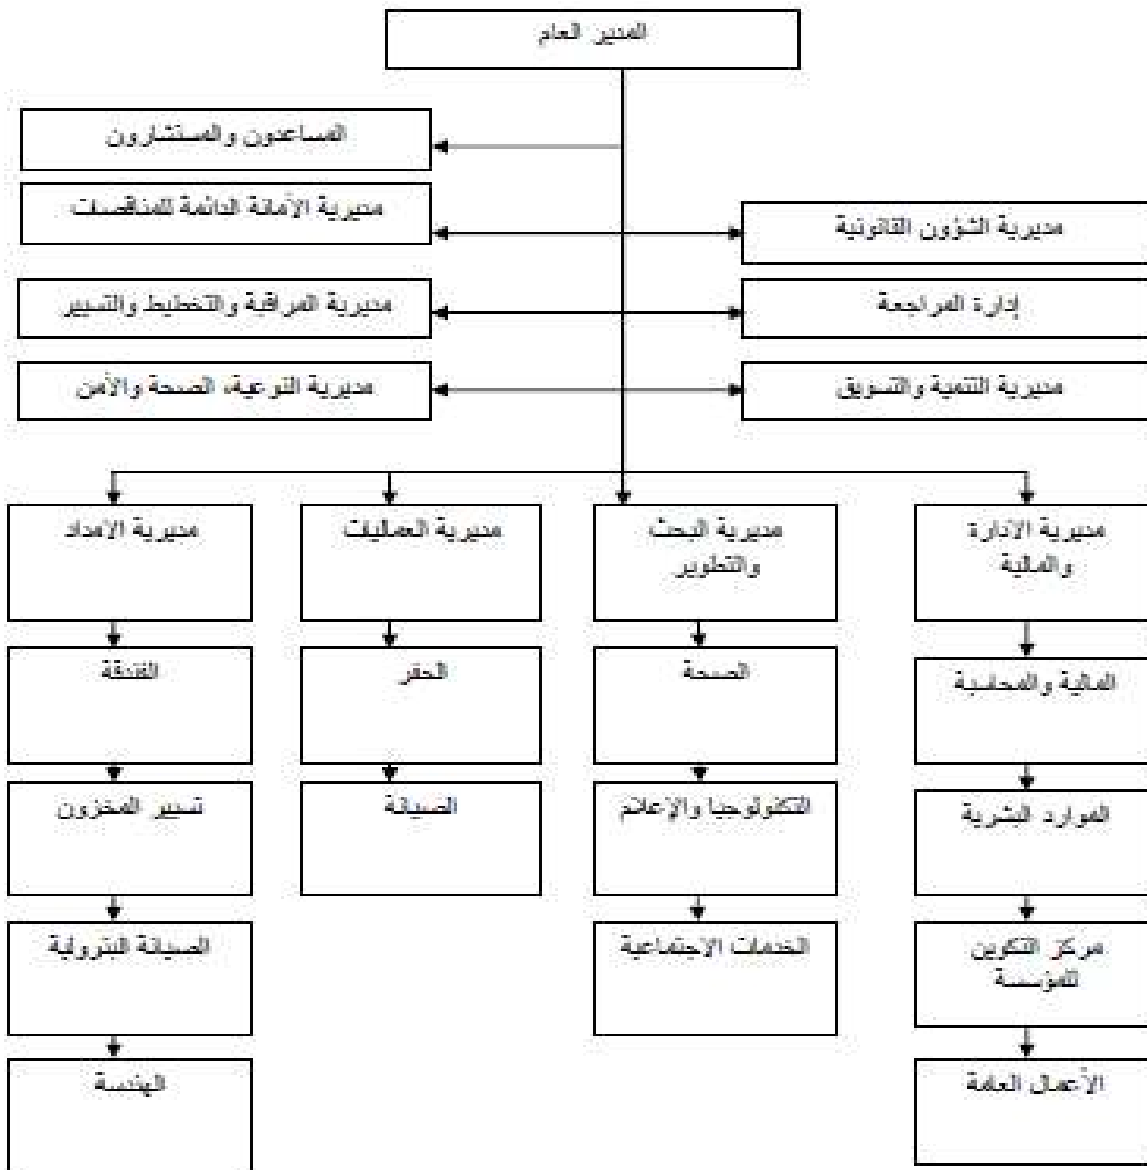 المدير العام
المساعدون والمستشارون
مديرية الأمانة الدائمة للمناقصات
مديرية الشؤون القانونية
مديرية المراقبة والتخطيط والتسيير
إدارة المراجعة
مديرية النوعية، الصحة والأمن
مديرية التنمية والتسويق
مديرية الإدارة
والمالية
مديرية البحث
والتطوير
مديرية العمليات
مديرية الامداد
المالية والمحاسبة
الصحة
الحفر
الفندقة
الموارد البشرية
التكنولوجيا والإعلام
الصيانة
تسيير المخزون
مركز التكوين
للمؤسسة
الخدمات الاجتماعية
الصيانة البترولية
الأعمال العامة
الهندسة